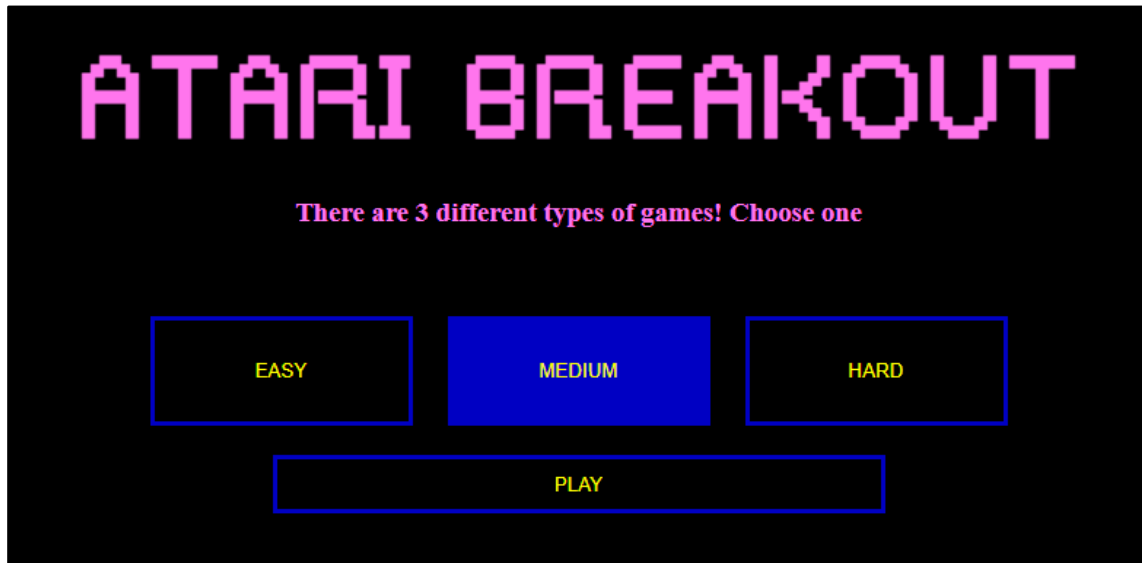 ATARI BREAKOUT
There are 3 different types of games! Choose one
EASY MEDIUM HARD
PLAY